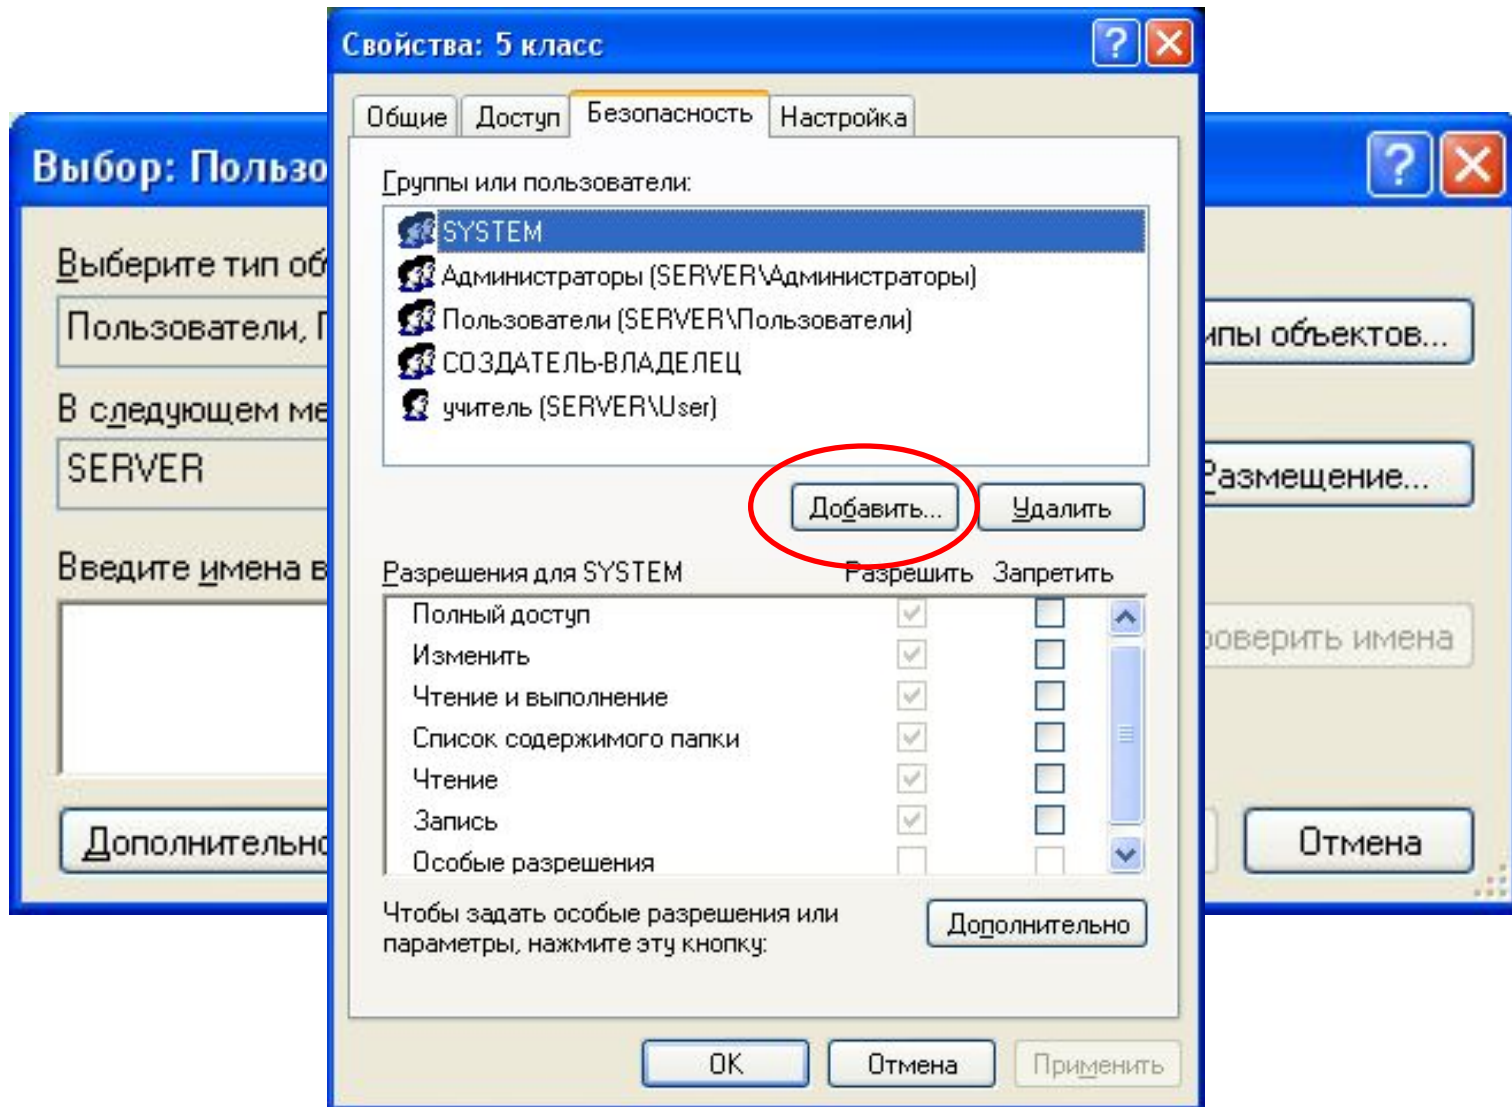 Свойства: 5 класс
Общие Доступ Безопасность Настройка
Группы или пользователи:
SYSTEM
Администраторы (SERVER\Администраторы)
Пользователи (SERVER\Пользователи)
СОЗДАТЕЛЬ-ВЛАДЕЛЕЦ
учитель (SERVER\User)
Добавить... Удалить
Разрешения для SYSTEM Разрешить Запретить
Полный доступ
Изменить
Чтение и выполнение
Список содержимого папки
Чтение
Запись
Особые разрешения
Чтобы задать особые разрешения или
параметры, нажмите эту кнопку:
Дополнительно
OK Отмена Применить
Выбор: Пользо
Выберите тип об
Пользователи, Г
ипы объектов...
В следующем ме
SERVER
Размещение...
Введите имена в
роверить имена
Дополнительно
Отмена